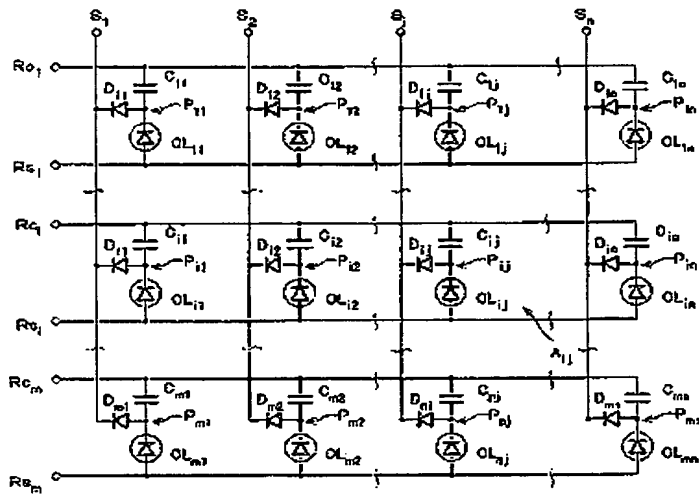 S1 S2 Sj Sn
Rc1 C11 C12 C1j C1n
D11 D12 D1j D1n
P11 P12 P1j P1n
OL11 OL12 OL1j OL1n
Rs1
Rci Ci1 Ci2 Cij Cin
Di1 Di2 Dij Din
Pi1 Pi2 Pij Pin
OLi1 OLi2 OLij OLin
Rsi
Aij
Rcm Cm1 Cm2 Cmj Cmn
Dm1 Dm2 Dmj Dmn
Pm1 Pm2 Pmj Pmn
OLm1 OLm2 OLmj OLmn
Rsm